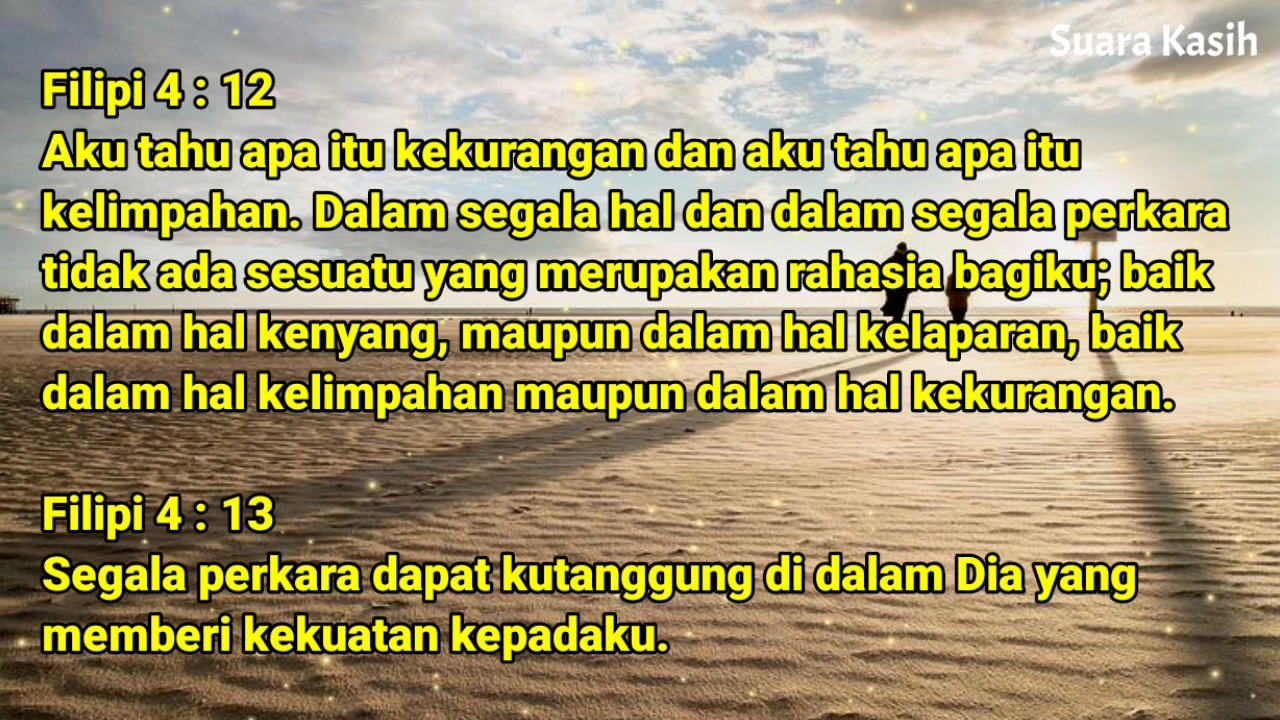 Suara Kasih
Filipi 4 : 12
Aku tahu apa itu kekurangan dan aku tahu apa itu
kelimpahan. Dalam segala hal dan dalam segala perkara
tidak ada sesuatu yang merupakan rahasia bagiku; baik
dalam hal kenyang, maupun dalam hal kelaparan, baik
dalam hal kelimpahan maupun dalam hal kekurangan.
Filipi 4 : 13
Segala perkara dapat kutanggung di dalam Dia yang
memberi kekuatan kepadaku.